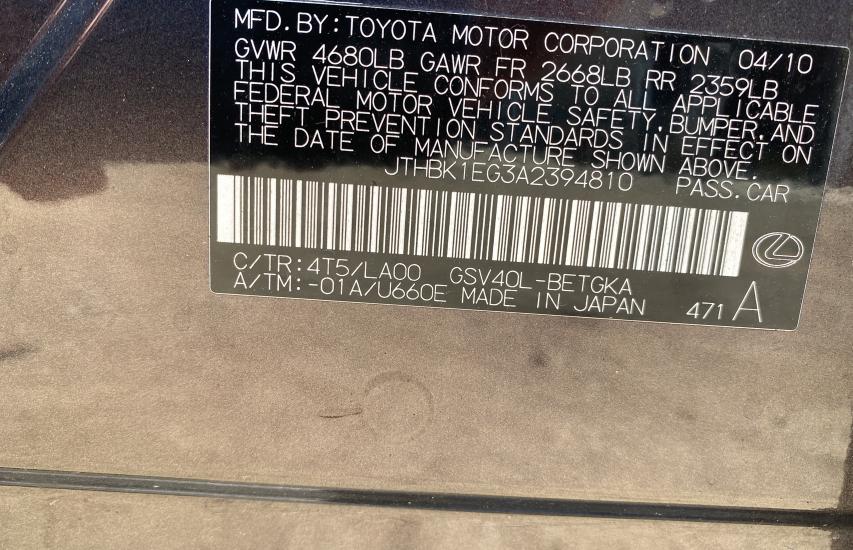 MFD.BY:TOYOTA MOTOR CORPORATION 04/10
GVWR 4680LB GAWR FR 2668LB RR 2359LB
THIS VEHICLE CONFORMS TO ALL APPLICABLE
FEDERAL MOTOR VEHICLE SAFETY,BUMPER,AND
THEFT PREVENTION STANDARDS IN EFFECT ON
THE DATE OF MANUFACTURE SHOWN ABOVE.
JTHBK1EG3A2394810 PASS.CAR
C/TR:4T5/LA00 GSV40L-BETGKA
A/TM:-01A/U660E MADE IN JAPAN 471 A